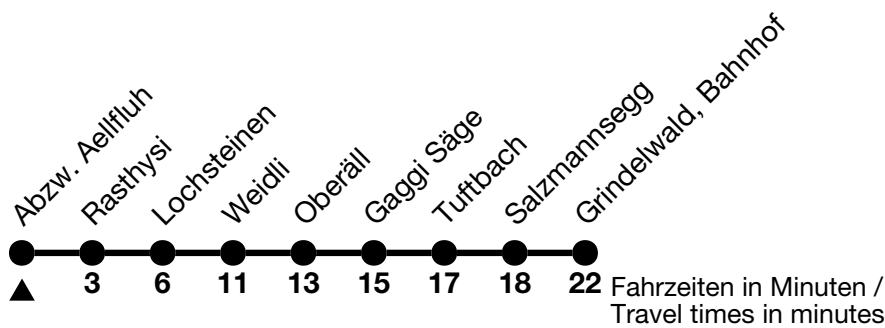 Abzw. Aellfluh
Rasthysi
Lochsteinen
Weidli
Oberäll
Gaggi Säge
Tuftbach
Salzmannsegg
Grindelwald, Bahnhof
3 6 11 13 15 17 18 22 Fahrzeiten in Minuten /
Travel times in minutes